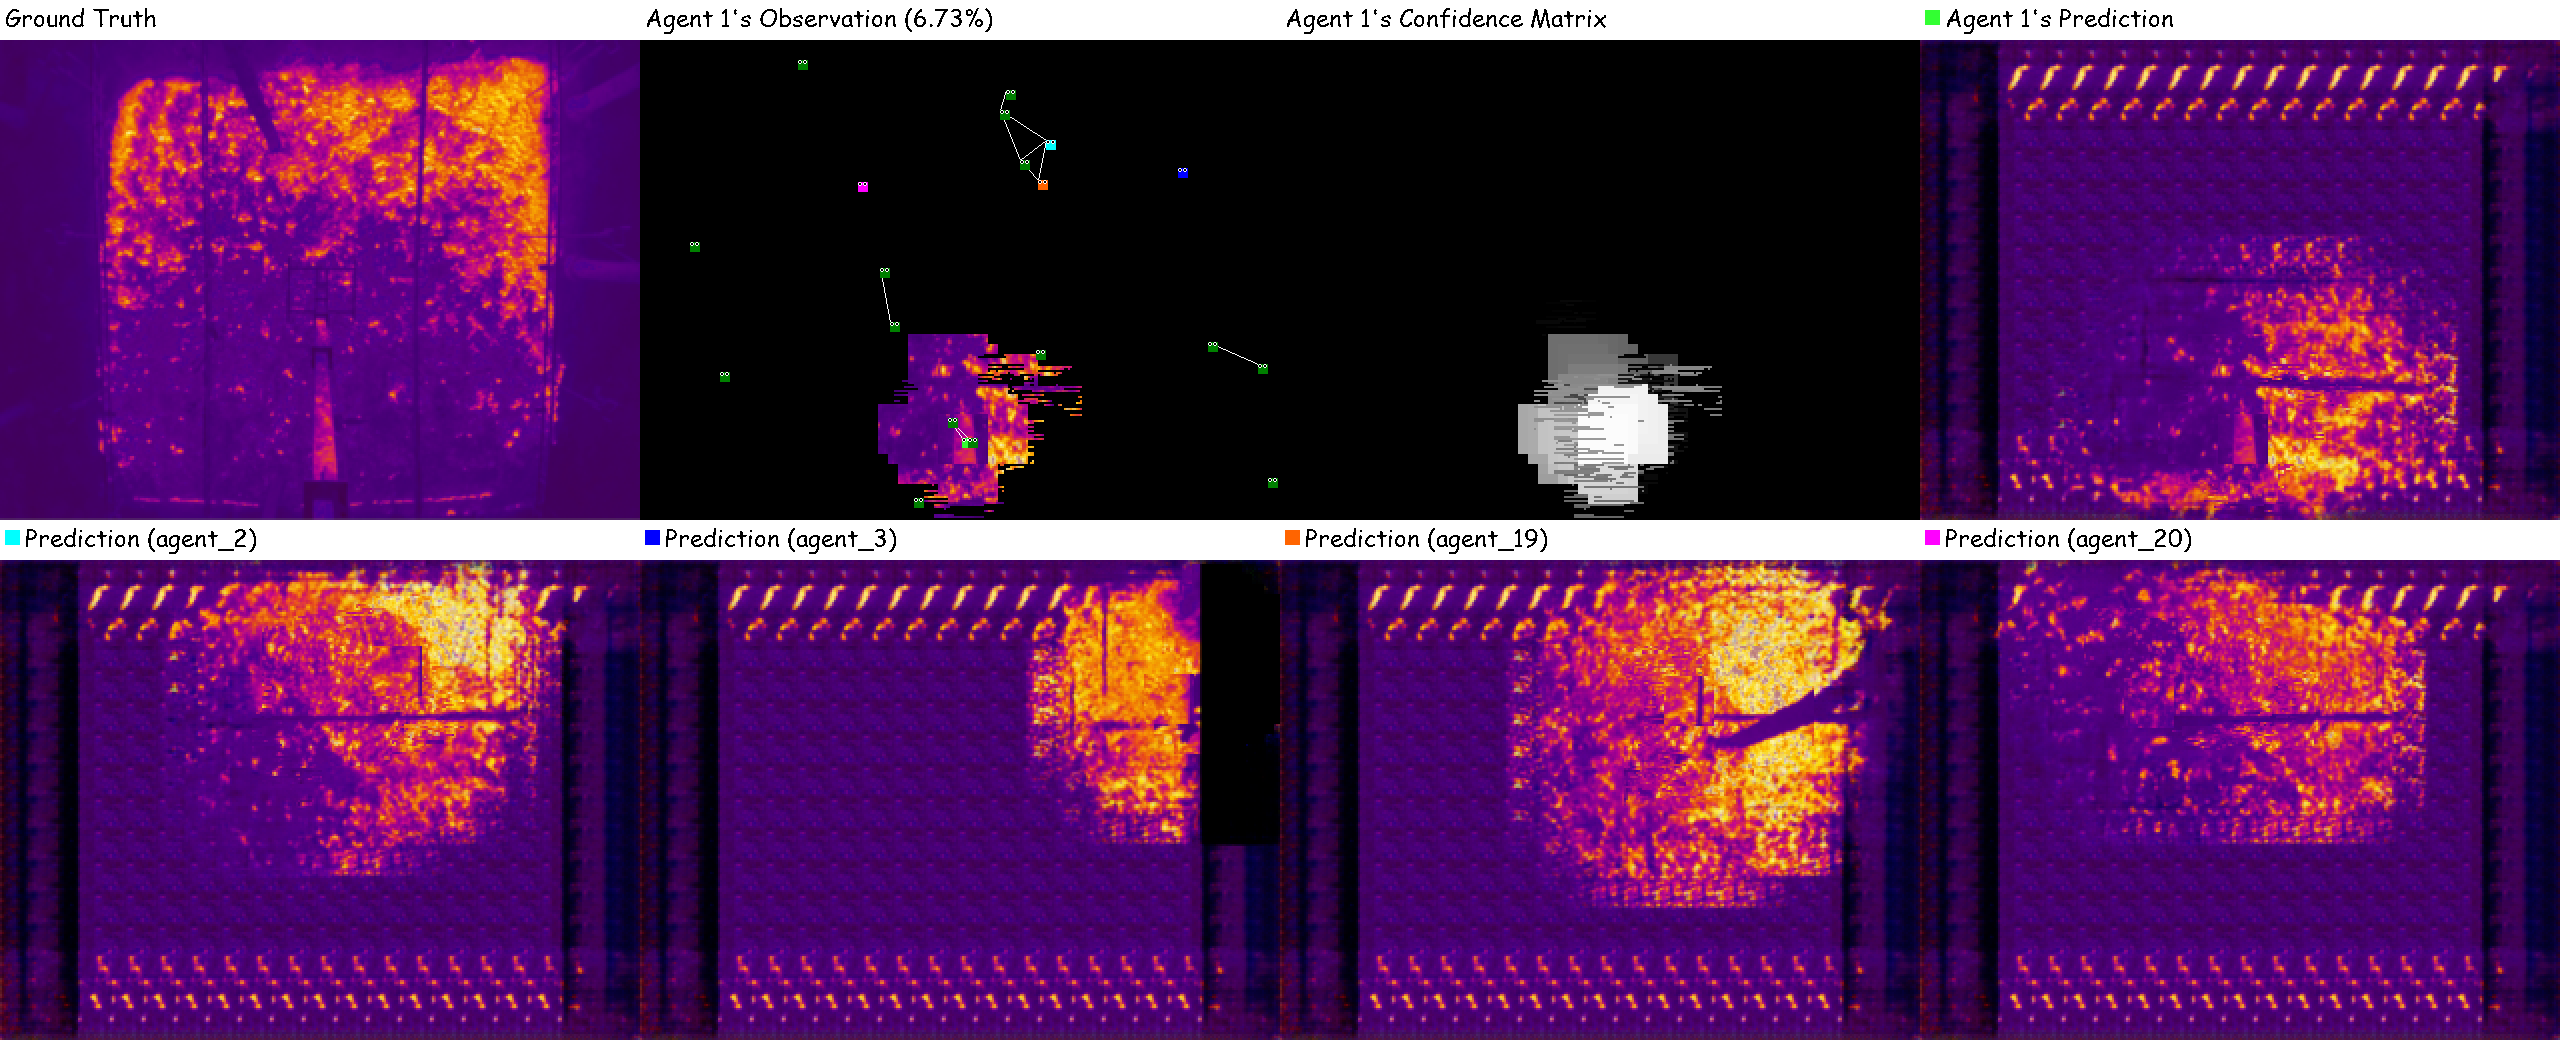 Ground Truth
Agent 1's Observation (6.73%)
Agent 1's Confidence Matrix
Agent 1's Prediction
Prediction (agent_2)
Prediction (agent_3)
Prediction (agent_19)
Prediction (agent_20)